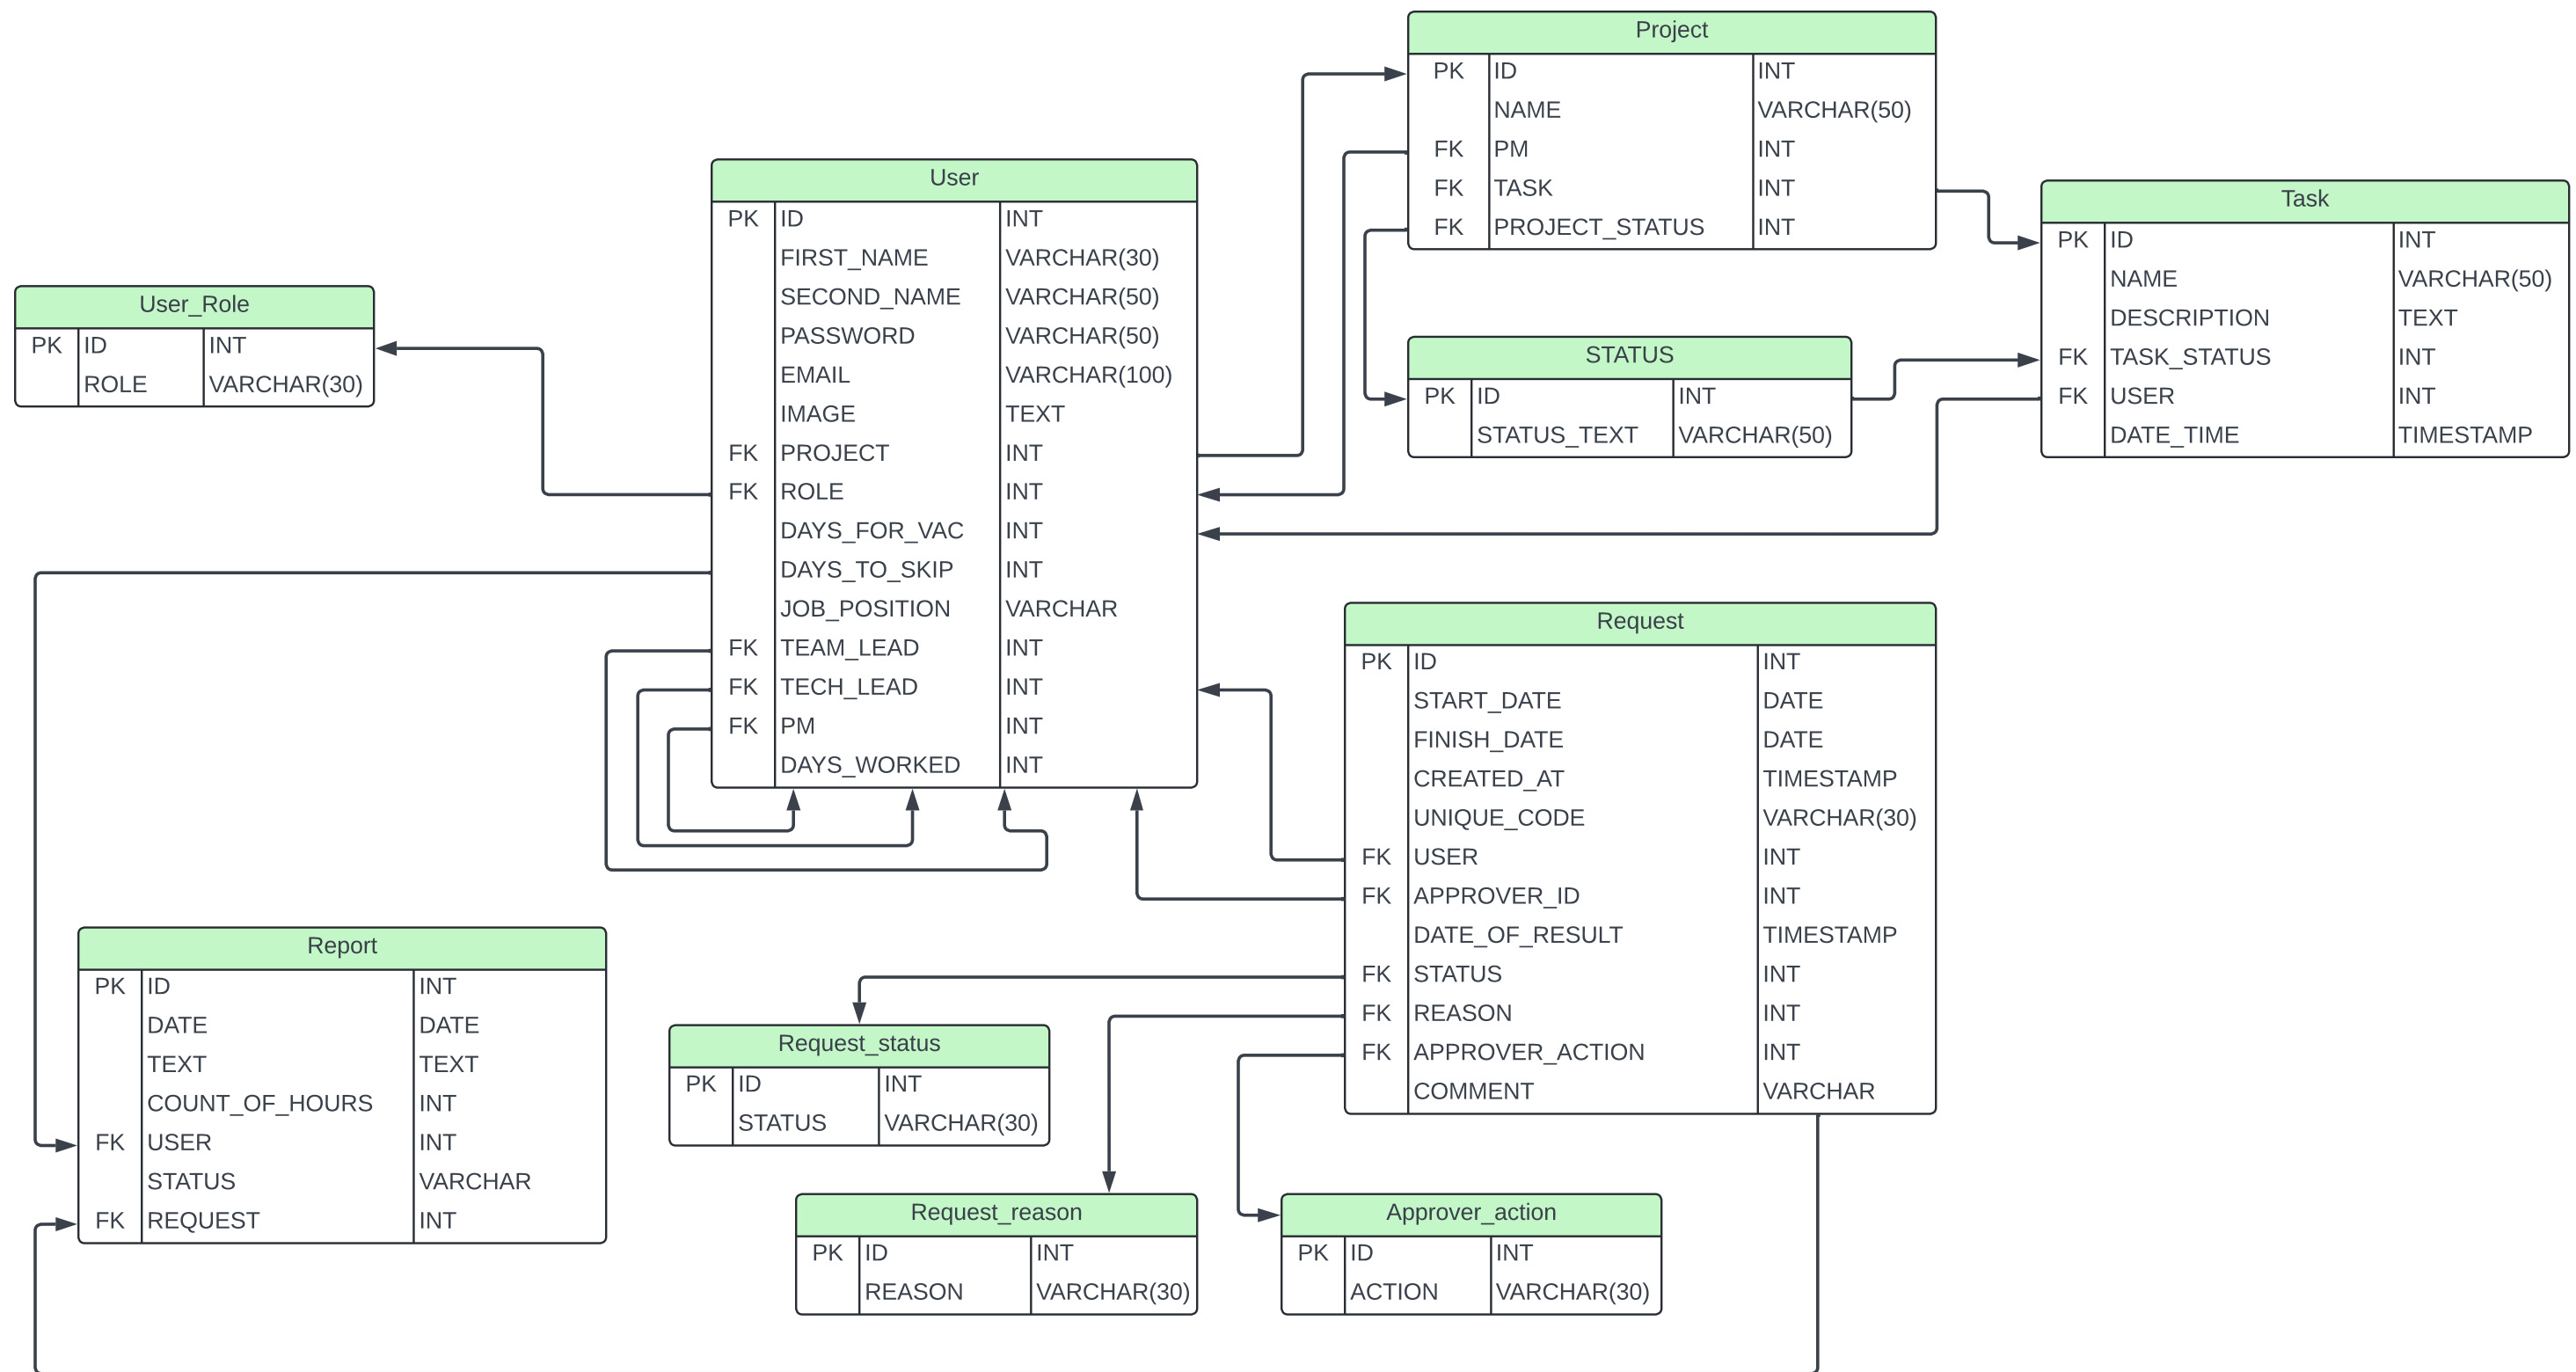 Project
PK ID INT
NAME VARCHAR(50)
FK PM INT
FK TASK INT
FK PROJECT_STATUS INT
User
PK ID INT
FIRST_NAME VARCHAR(30)
SECOND_NAME VARCHAR(50)
PASSWORD VARCHAR(50)
EMAIL VARCHAR(100)
IMAGE TEXT
FK PROJECT INT
FK ROLE INT
DAYS_FOR_VAC INT
DAYS_TO_SKIP INT
JOB_POSITION VARCHAR
FK TEAM_LEAD INT
FK TECH_LEAD INT
FK PM INT
DAYS_WORKED INT
Task
PK ID INT
NAME VARCHAR(50)
DESCRIPTION TEXT
FK TASK_STATUS INT
FK USER INT
DATE_TIME TIMESTAMP
User_Role
PK ID INT
ROLE VARCHAR(30)
STATUS
PK ID INT
STATUS_TEXT VARCHAR(50)
Request
PK ID INT
START_DATE DATE
FINISH_DATE DATE
CREATED_AT TIMESTAMP
UNIQUE_CODE VARCHAR(30)
FK USER INT
FK APPROVER_ID INT
DATE_OF_RESULT TIMESTAMP
FK STATUS INT
FK REASON INT
FK APPROVER_ACTION INT
COMMENT VARCHAR
Report
PK ID INT
DATE DATE
TEXT TEXT
COUNT_OF_HOURS INT
FK USER INT
STATUS VARCHAR
FK REQUEST INT
Request_status
PK ID INT
STATUS VARCHAR(30)
Request_reason
PK ID INT
REASON VARCHAR(30)
Approver_action
PK ID INT
ACTION VARCHAR(30)